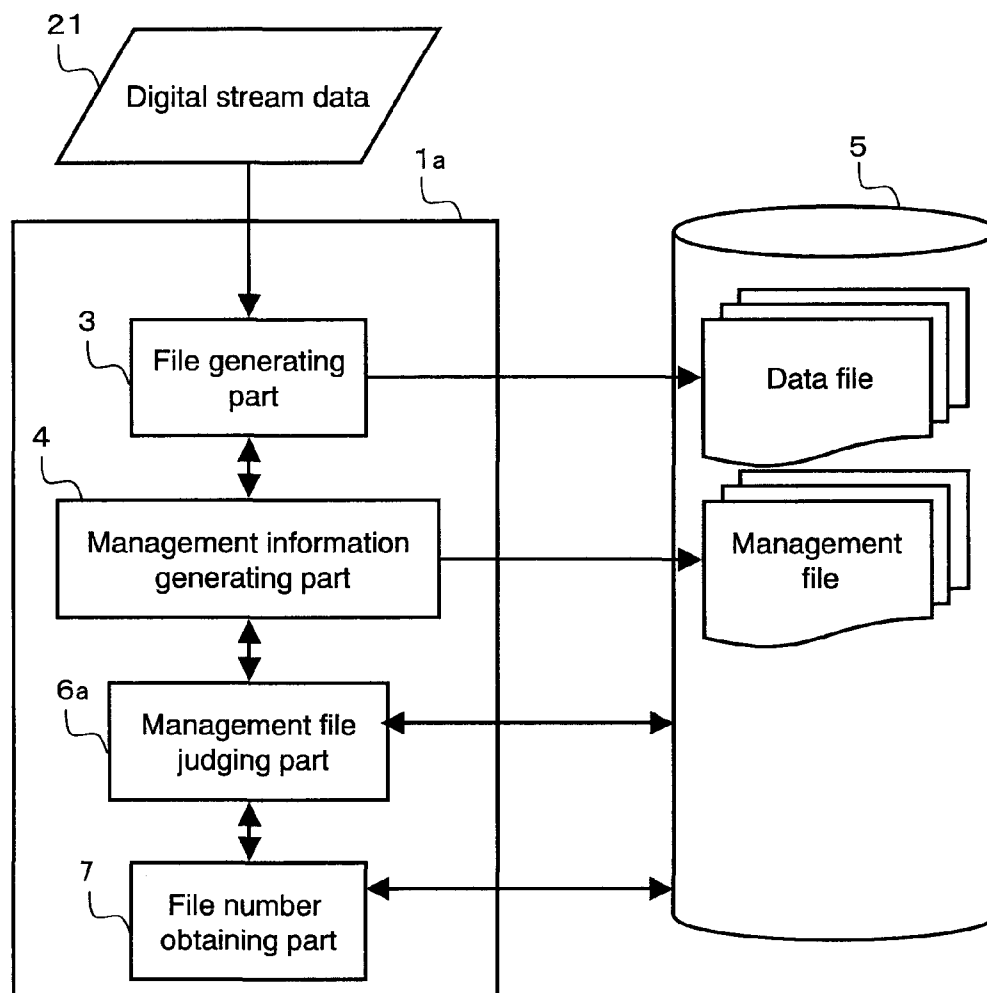 21
Digital stream data
1a
5
3
File generating
part
Data file
4
Management information
generating part
Management
file
6a
Management file
judging part
7
File number
obtaining part